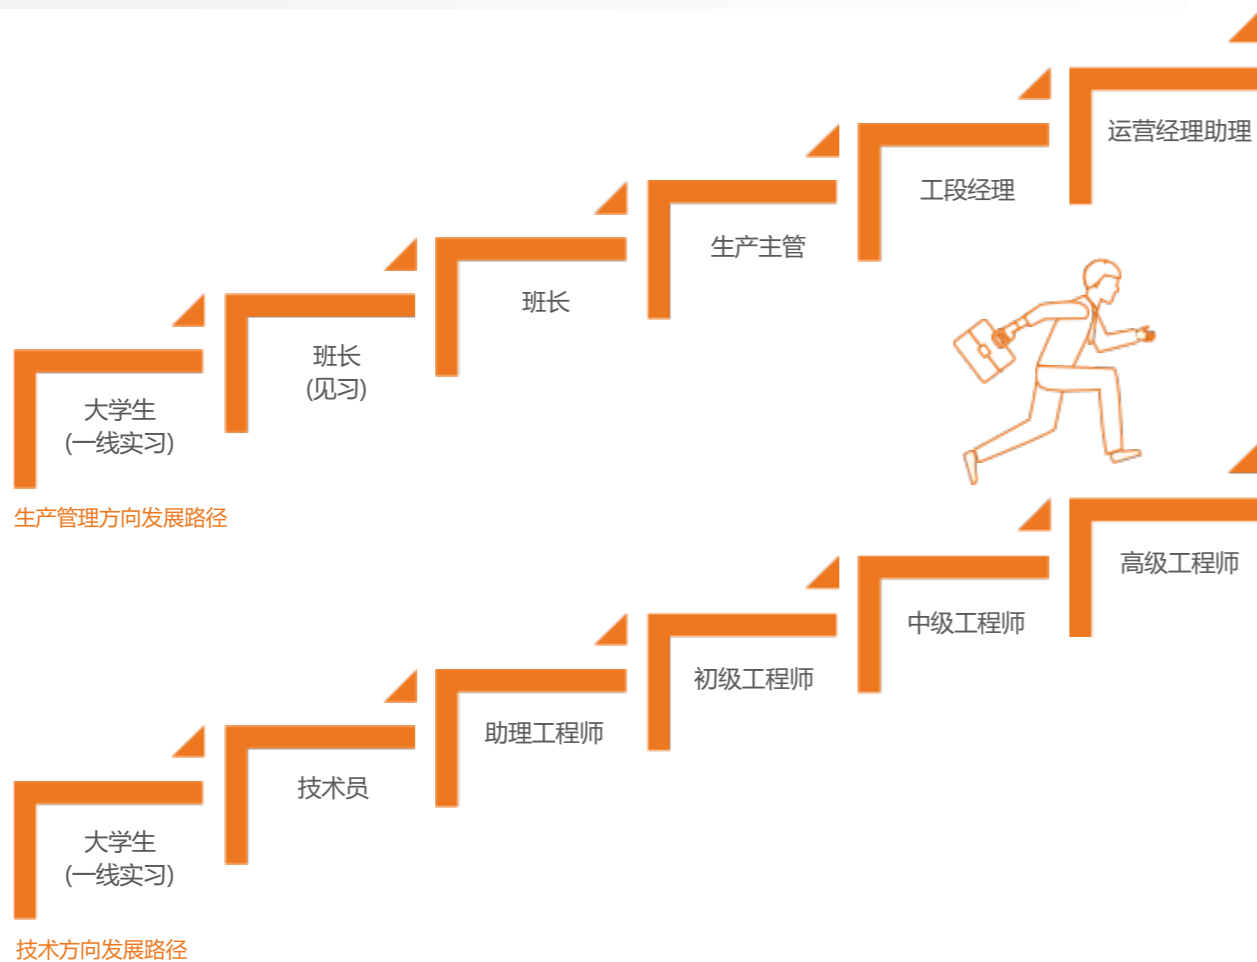 运营经理助理
工段经理
生产主管
班长
班长
(见习)
大学生
(一线实习)
生产管理方向发展路径
高级工程师
中级工程师
初级工程师
助理工程师
技术员
大学生
(一线实习)
技术方向发展路径